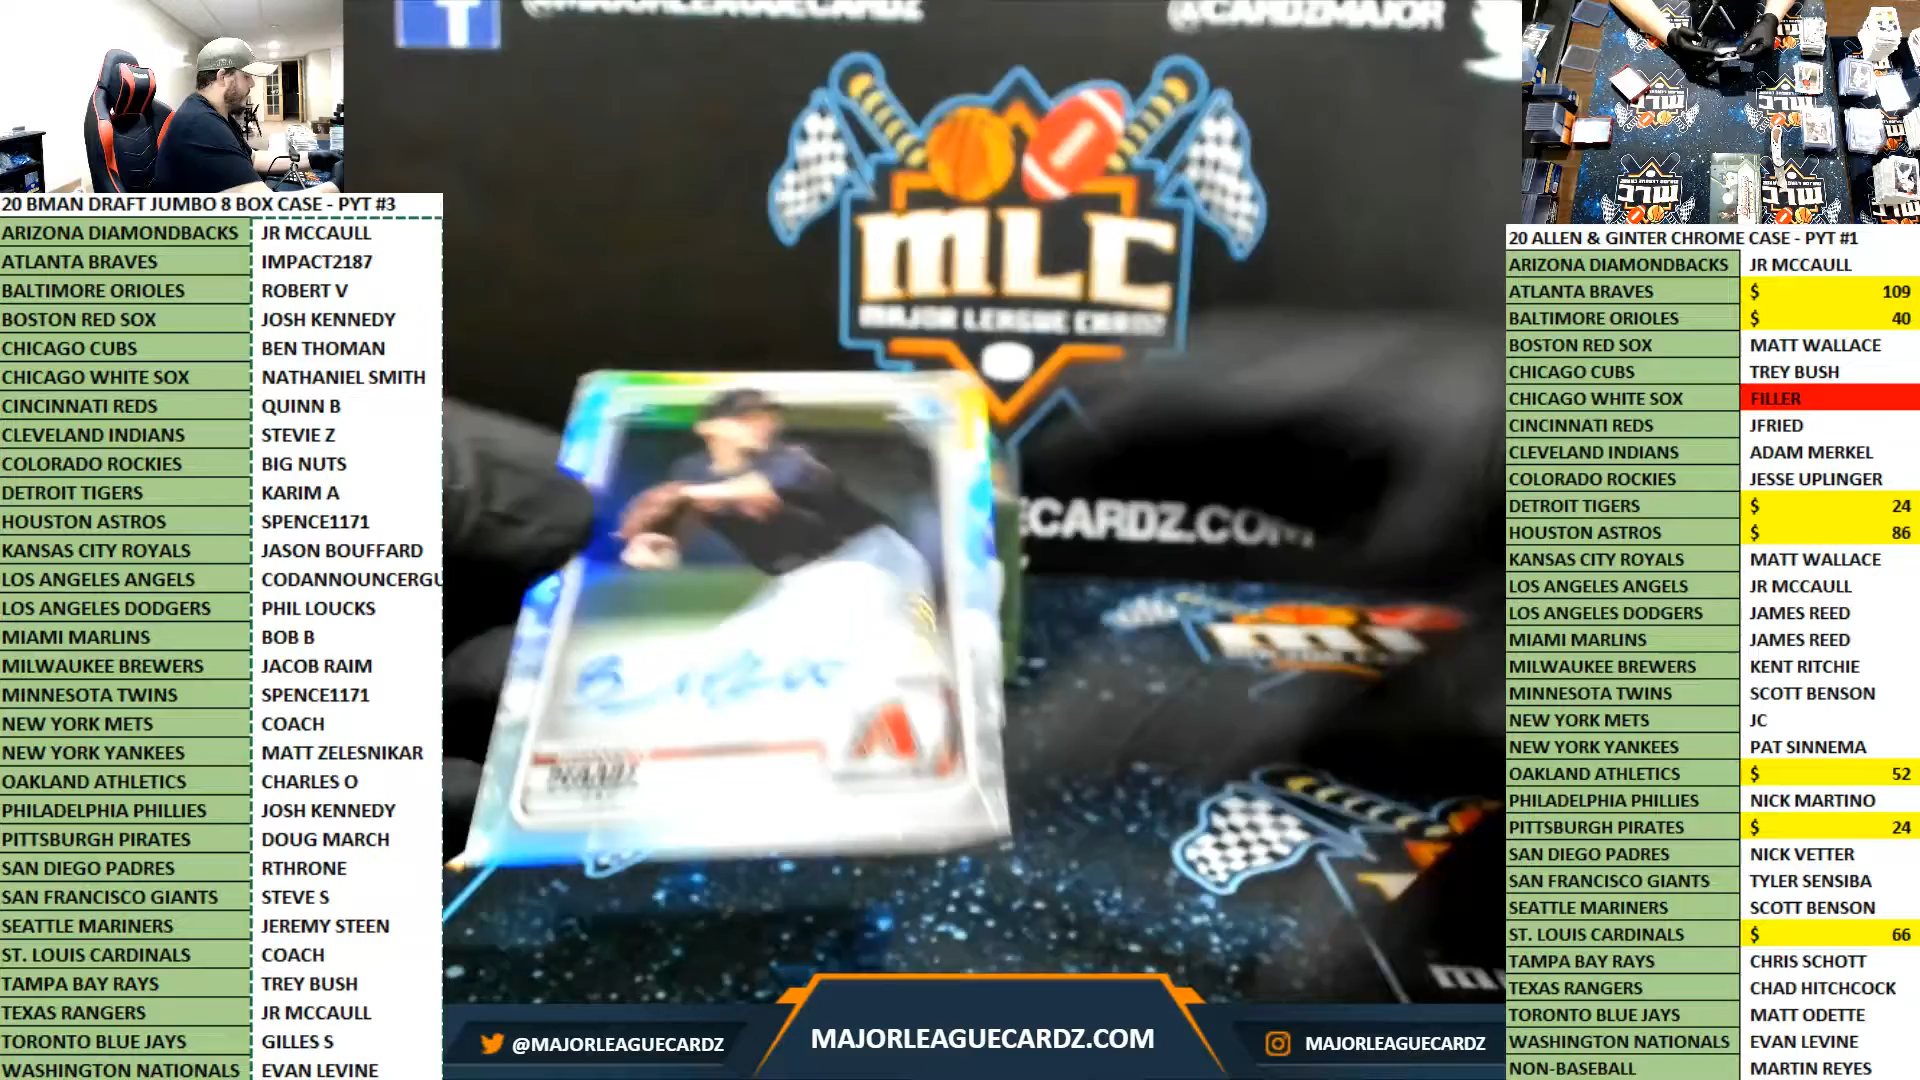 @MAJORLEAGUECARDZ
@CARDZMAJOR
20 BMAN DRAFT JUMBO 8 BOX CASE - PYT #3
ARIZONA DIAMONDBACKS JR MCCAULL
ATLANTA BRAVES IMPACT2187
BALTIMORE ORIOLES ROBERT V
BOSTON RED SOX JOSH KENNEDY
CHICAGO CUBS BEN THOMAN
CHICAGO WHITE SOX NATHANIEL SMITH
CINCINNATI REDS QUINN B
CLEVELAND INDIANS STEVIE Z
COLORADO ROCKIES BIG NUTS
DETROIT TIGERS KARIM A
HOUSTON ASTROS SPENCE1171
KANSAS CITY ROYALS JASON BOUFFARD
LOS ANGELES ANGELS CODANNOUNCERGU
LOS ANGELES DODGERS PHIL LOUCKS
MIAMI MARLINS BOB B
MILWAUKEE BREWERS JACOB RAIM
MINNESOTA TWINS SPENCE1171
NEW YORK METS COACH
NEW YORK YANKEES MATT ZELESNIKAR
OAKLAND ATHLETICS CHARLES O
PHILADELPHIA PHILLIES JOSH KENNEDY
PITTSBURGH PIRATES DOUG MARCH
SAN DIEGO PADRES RTHRONE
SAN FRANCISCO GIANTS STEVE S
SEATTLE MARINERS JEREMY STEEN
ST. LOUIS CARDINALS COACH
TAMPA BAY RAYS TREY BUSH
TEXAS RANGERS JR MCCAULL
TORONTO BLUE JAYS GILLES S
WASHINGTON NATIONALS EVAN LEVINE
MLC
MAJOR LEAGUE CARDZ
ECARDZ.COM
@MAJORLEAGUECARDZ
MAJORLEAGUECARDZ.COM
MAJORLEAGUECARDZ
20 ALLEN & GINTER CHROME CASE - PYT #1
ARIZONA DIAMONDBACKS JR MCCAULL
ATLANTA BRAVES $ 109
BALTIMORE ORIOLES $ 40
BOSTON RED SOX MATT WALLACE
CHICAGO CUBS TREY BUSH
CHICAGO WHITE SOX FILLER
CINCINNATI REDS JFRIED
CLEVELAND INDIANS ADAM MERKEL
COLORADO ROCKIES JESSE UPLINGER
DETROIT TIGERS $ 24
HOUSTON ASTROS $ 86
KANSAS CITY ROYALS MATT WALLACE
LOS ANGELES ANGELS JR MCCAULL
LOS ANGELES DODGERS JAMES REED
MIAMI MARLINS JAMES REED
MILWAUKEE BREWERS KENT RITCHIE
MINNESOTA TWINS SCOTT BENSON
NEW YORK METS JC
NEW YORK YANKEES PAT SINNEMA
OAKLAND ATHLETICS $ 52
PHILADELPHIA PHILLIES NICK MARTINO
PITTSBURGH PIRATES $ 24
SAN DIEGO PADRES NICK VETTER
SAN FRANCISCO GIANTS TYLER SENSIBA
SEATTLE MARINERS SCOTT BENSON
ST. LOUIS CARDINALS $ 66
TAMPA BAY RAYS CHRIS SCHOTT
TEXAS RANGERS CHAD HITCHCOCK
TORONTO BLUE JAYS MATT ODETTE
WASHINGTON NATIONALS EVAN LEVINE
NON-BASEBALL MARTIN REYES